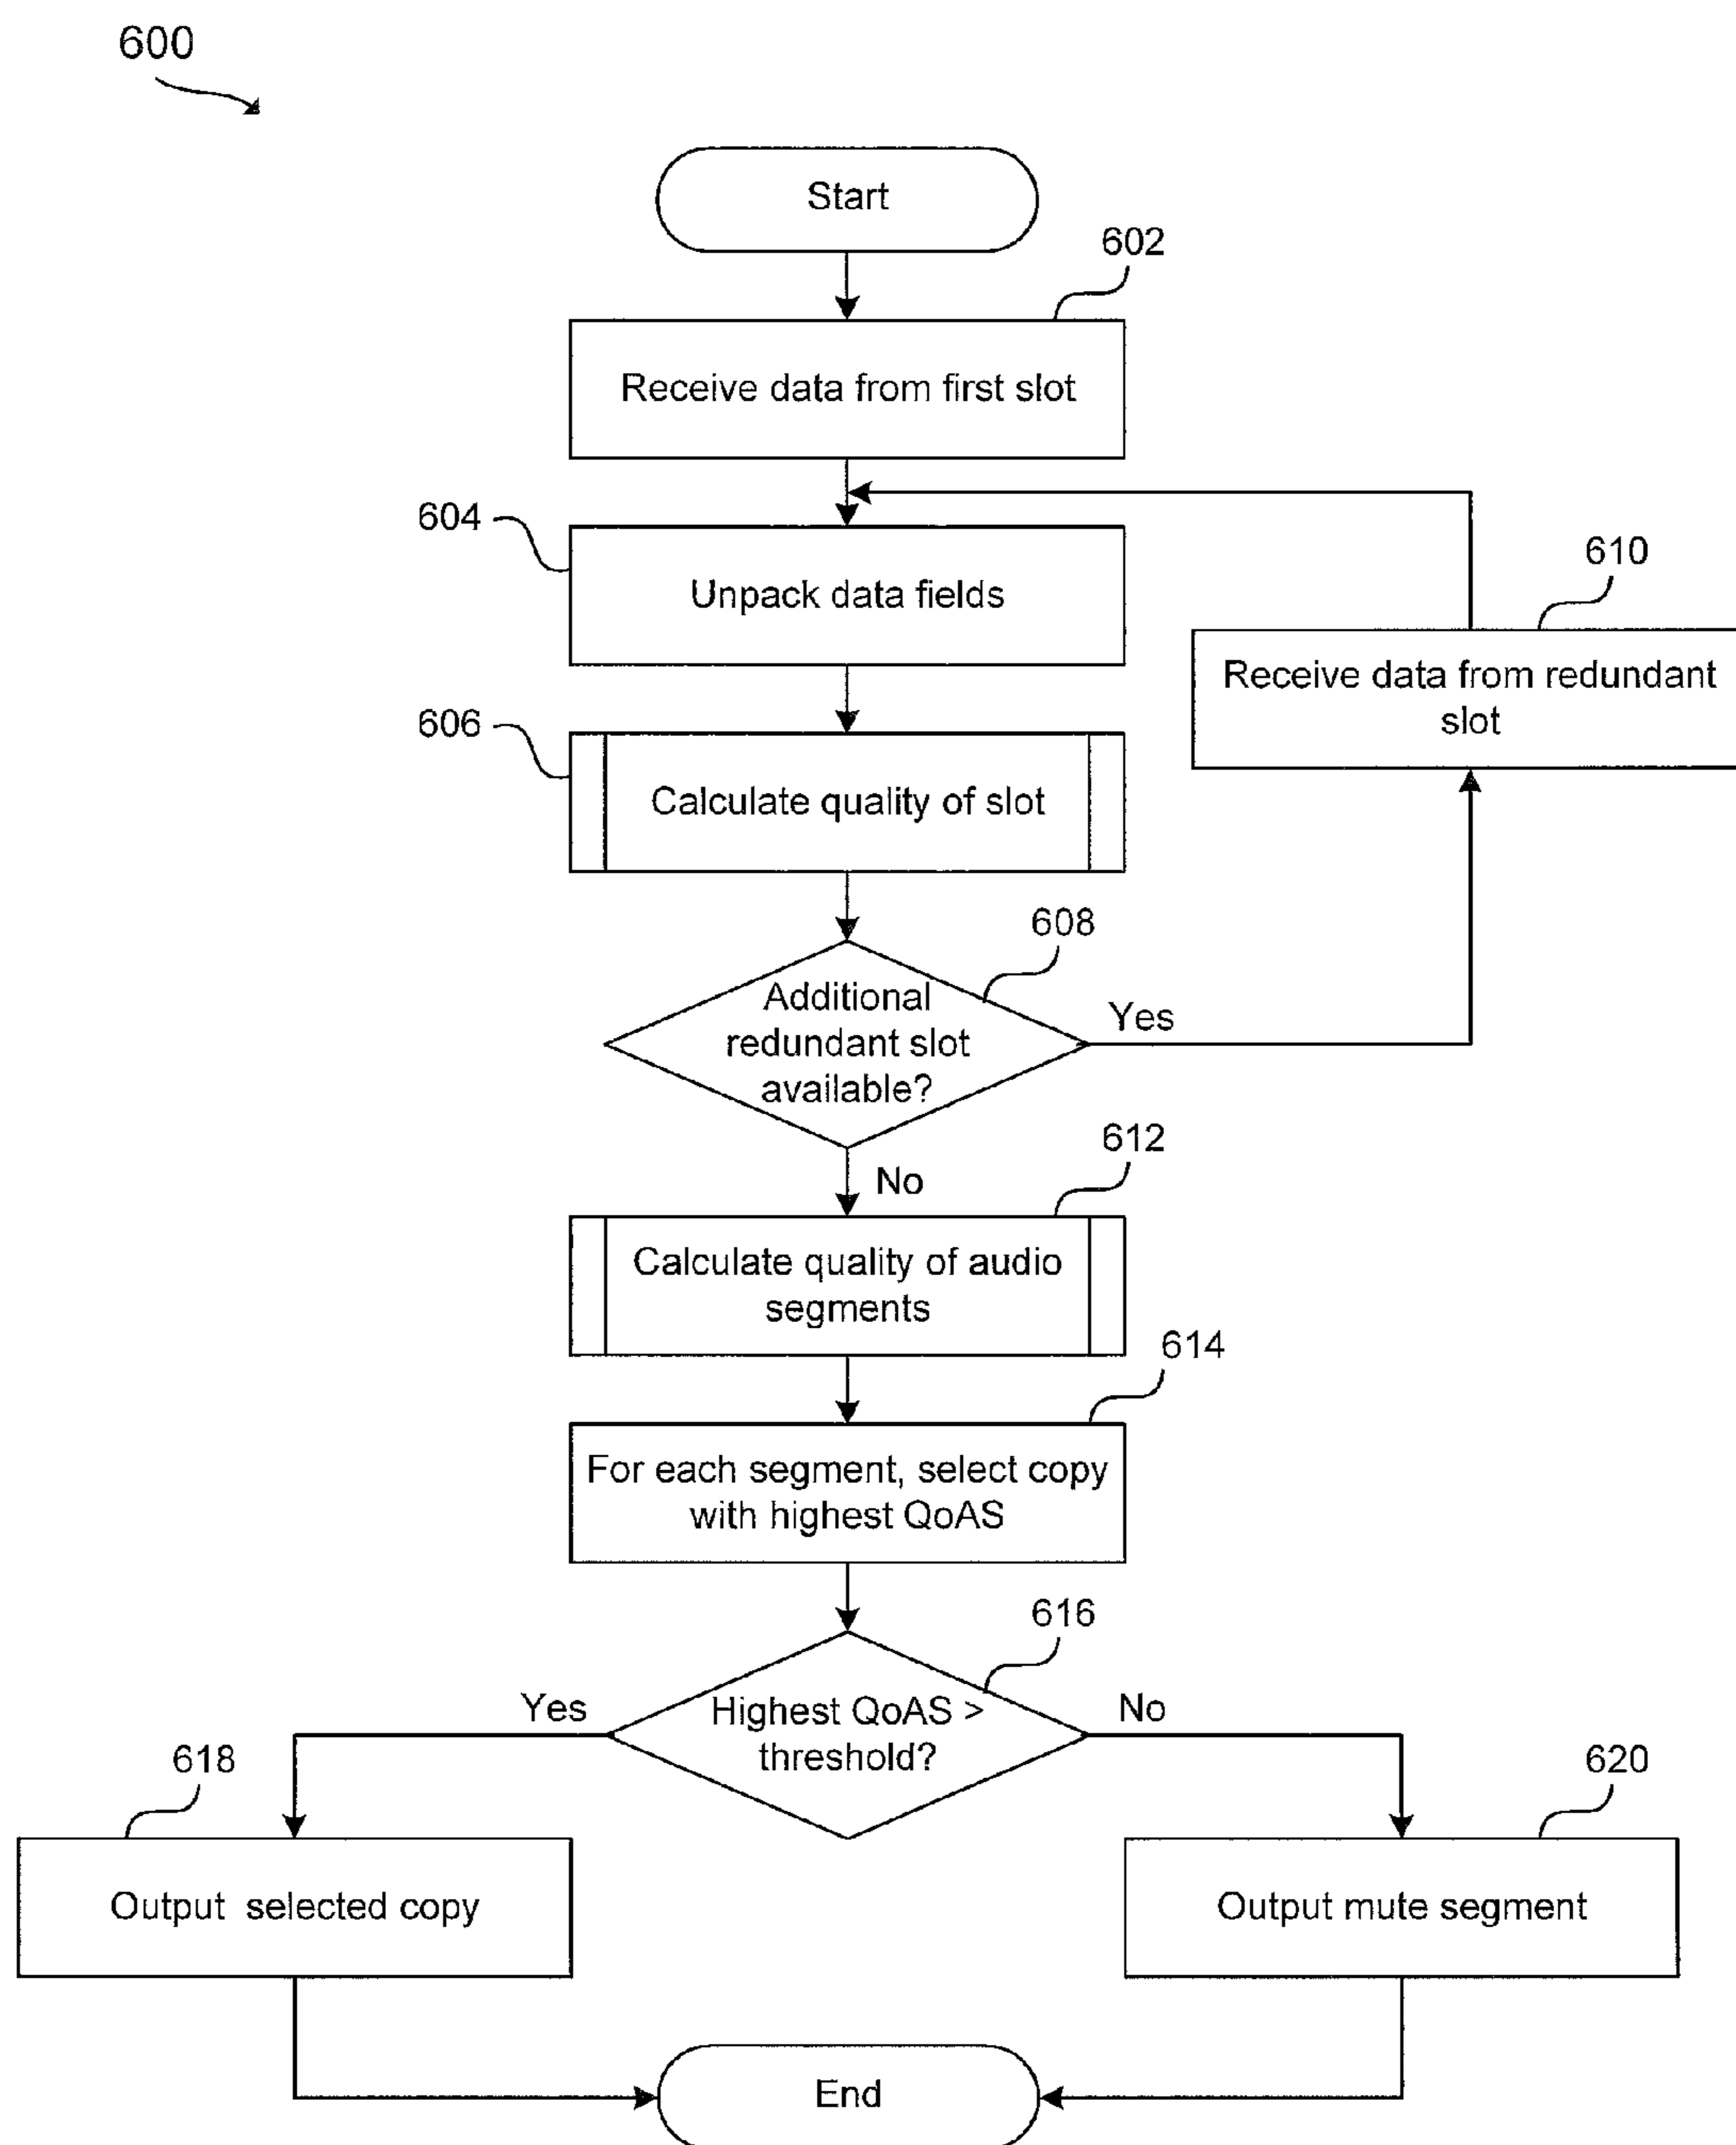 600
Start
602
Receive data from first slot
604
Unpack data fields
610
Receive data from redundant
slot
606
Calculate quality of slot
608
Additional
redundant slot
available?
Yes
No
612
Calculate quality of audio
segments
614
For each segment, select copy
with highest QoAS
616
Highest QoAS >
threshold?
Yes
No
618
Output selected copy
620
Output mute segment
End